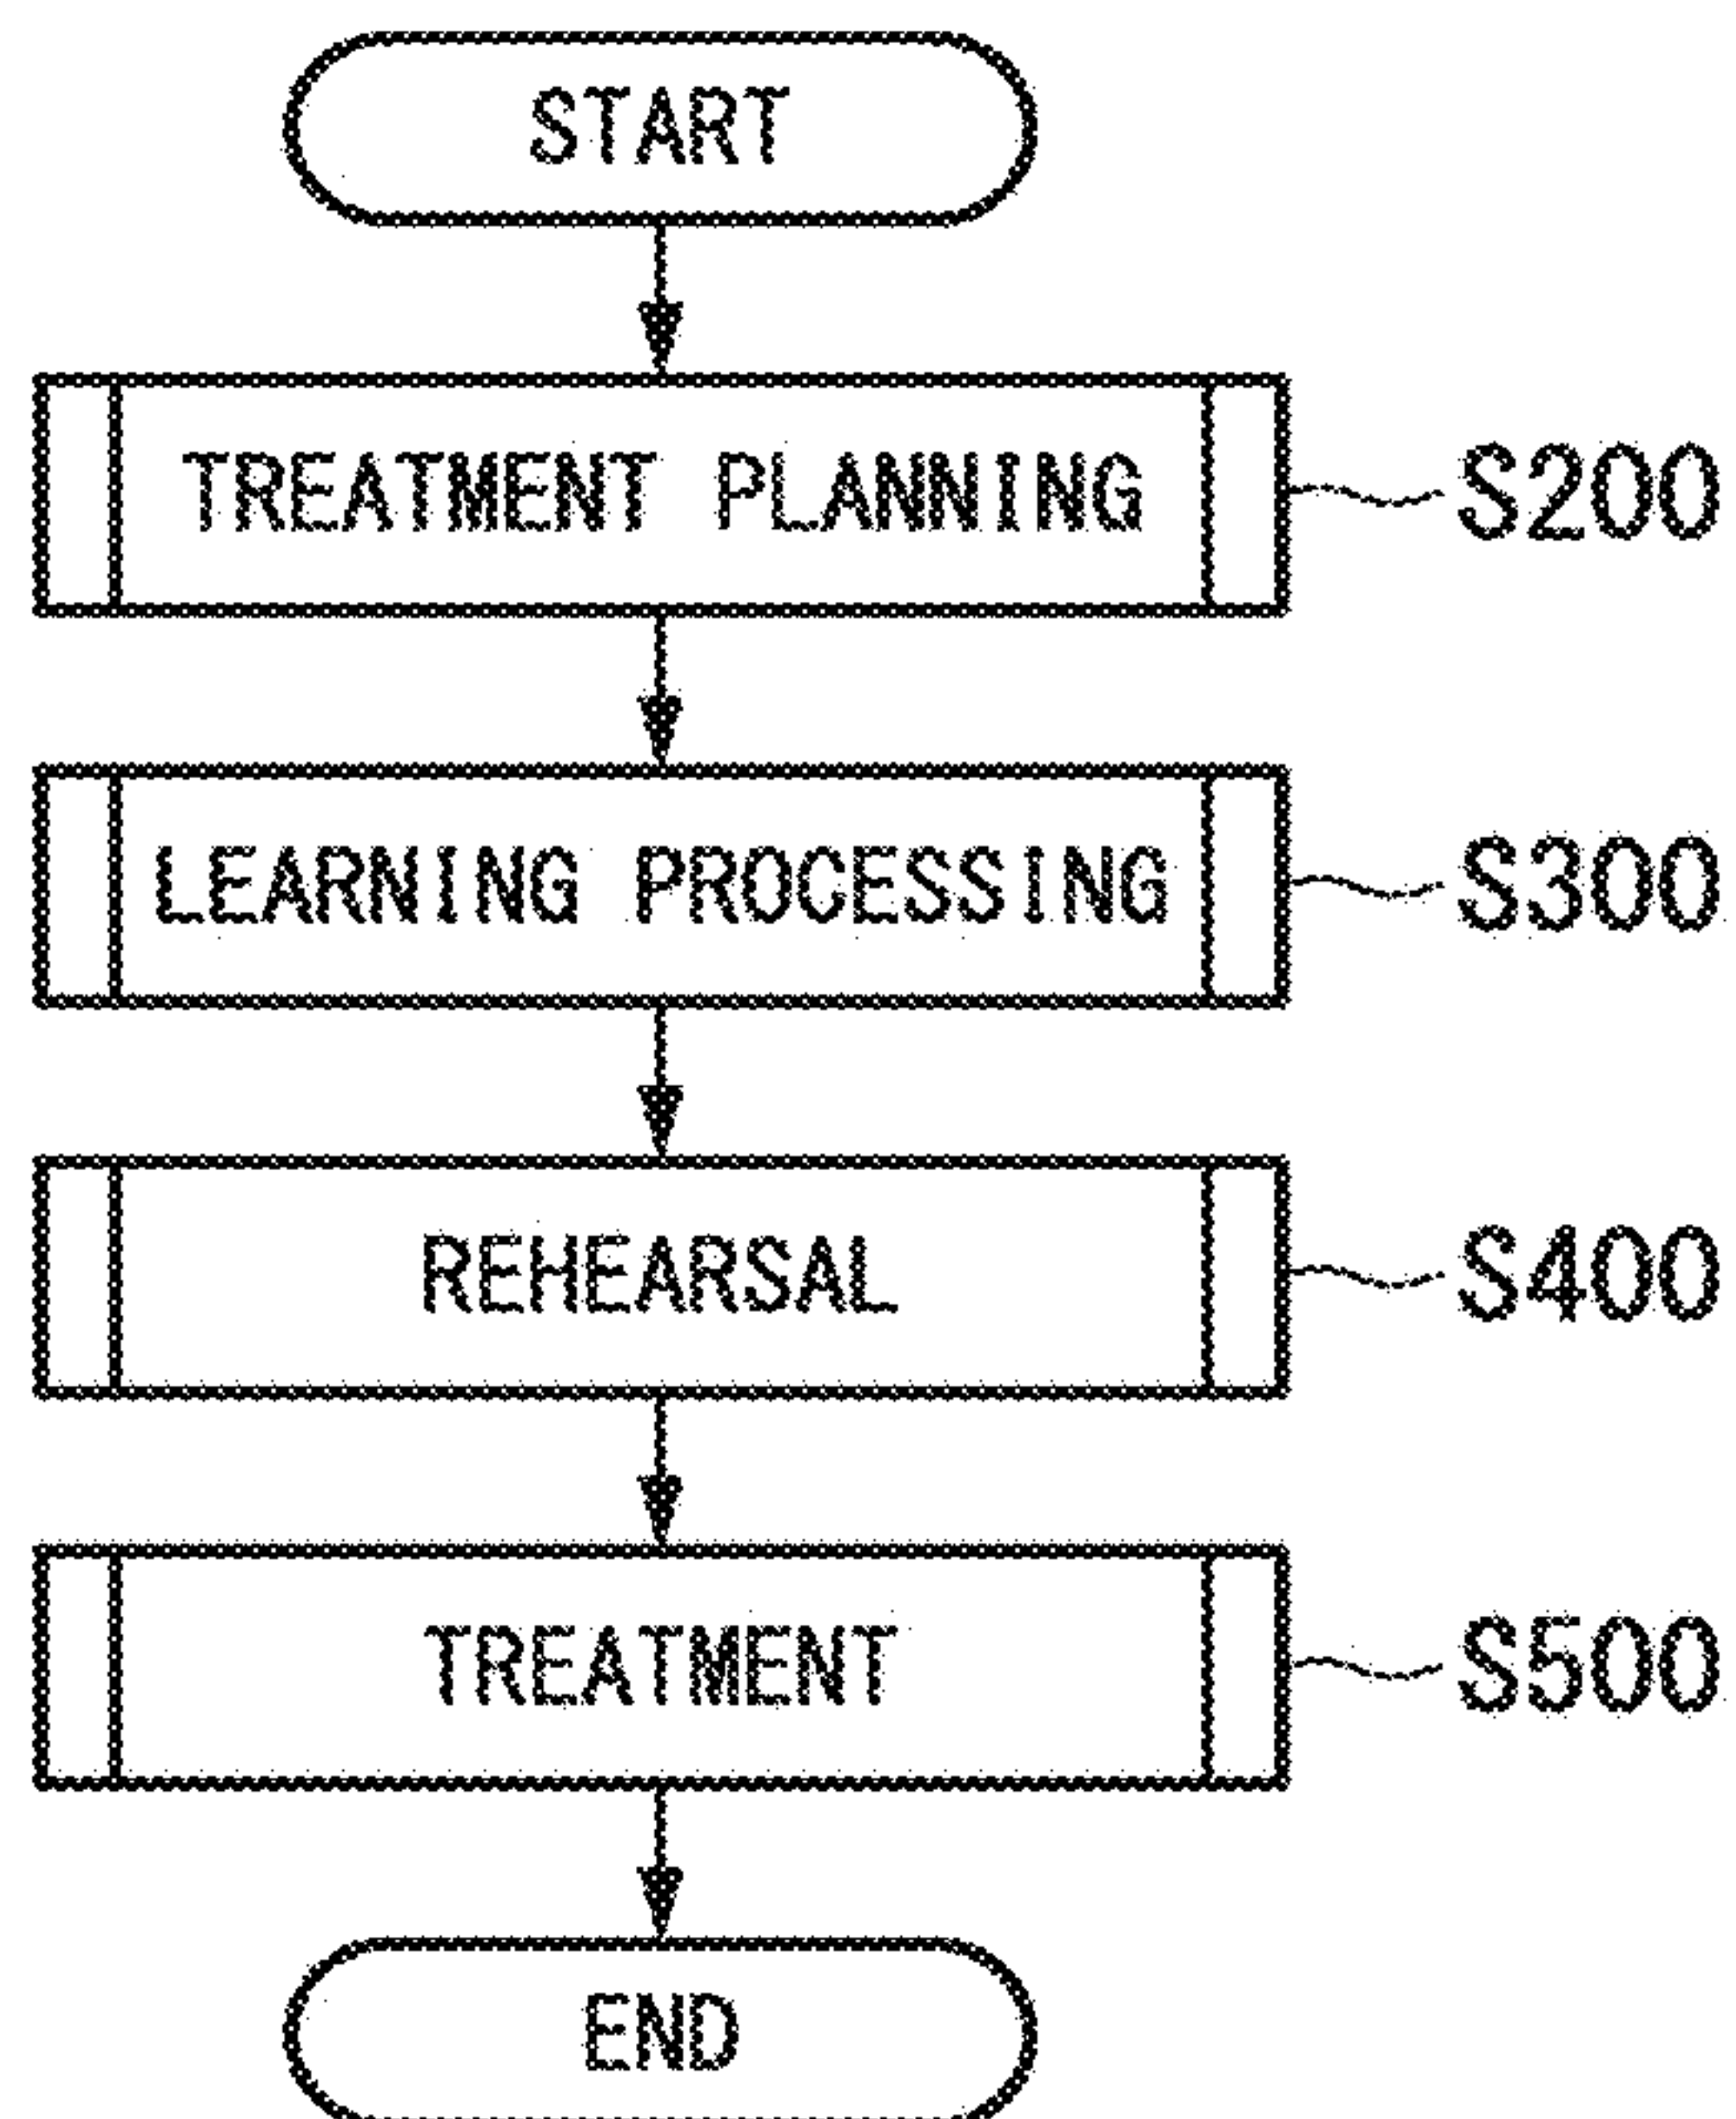 START
TREATMENT PLANNING S200
LEARNING PROCESSING S300
REHEARSAL S400
TREATMENT S500
END